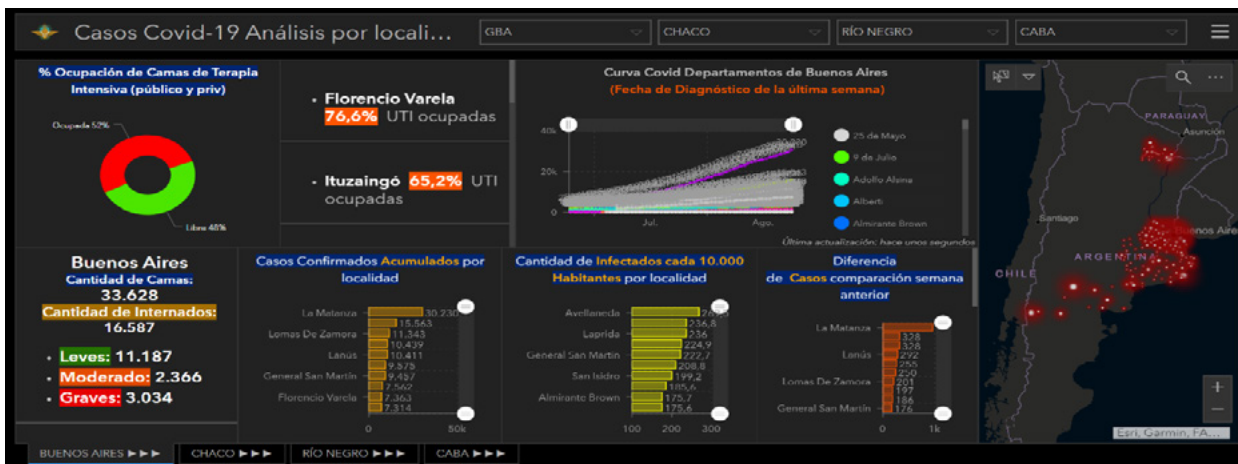 Casos Covid-19 Análisis por locali...
GBA
CHACO
RÍO NEGRO
CABA
% Ocupación de Camas de Terapia
Intensiva (público y priv)
Ocupada 52%
Libre 48%
• Florencio Varela
76,6% UTI ocupadas
• Ituzaingó 65,2% UTI
ocupadas
Curva Covid Departamentos de Buenos Aires
(Fecha de Diagnóstico de la última semana)
40k
20k
0
Jul.
Ago.
25 de Mayo
9 de Julio
Adolfo Alsina
Alberti
Almirante Brown
Última actualización: hace unos segundos
Buenos Aires
Cantidad de Camas:
33.628
Cantidad de Internados:
16.587
• Leves: 11.187
• Moderado: 2.366
• Graves: 3.034
Casos Confirmados Acumulados por
localidad
La Matanza 30.230
15.563
Lomas De Zamora 11.343
10.439
Lanús 10.411
9.575
General San Martín 9.457
7.562
Florencio Varela 7.363
7.314
0 50k
Cantidad de Infectados cada 10.000
Habitantes por localidad
Avellaneda
236,8
Laprida 236
224,9
General San Martín 222,7
208,8
San Isidro 199,2
185,6
Almirante Brown 175,7
175,6
100 200 300
Diferencia
de Casos comparación semana
anterior
La Matanza
328
328
Lanús 292
255
250
Lomas De Zamora 201
197
186
General San Martín 176
0 1k
PARAGUAY
Asunción
Santiago
Buenos Aire
CHILE
ARGENTINA
+
−
Esri, Garmin, FA...
BUENOS AIRES ►►►
CHACO ►►►
RÍO NEGRO ►►►
CABA ►►►